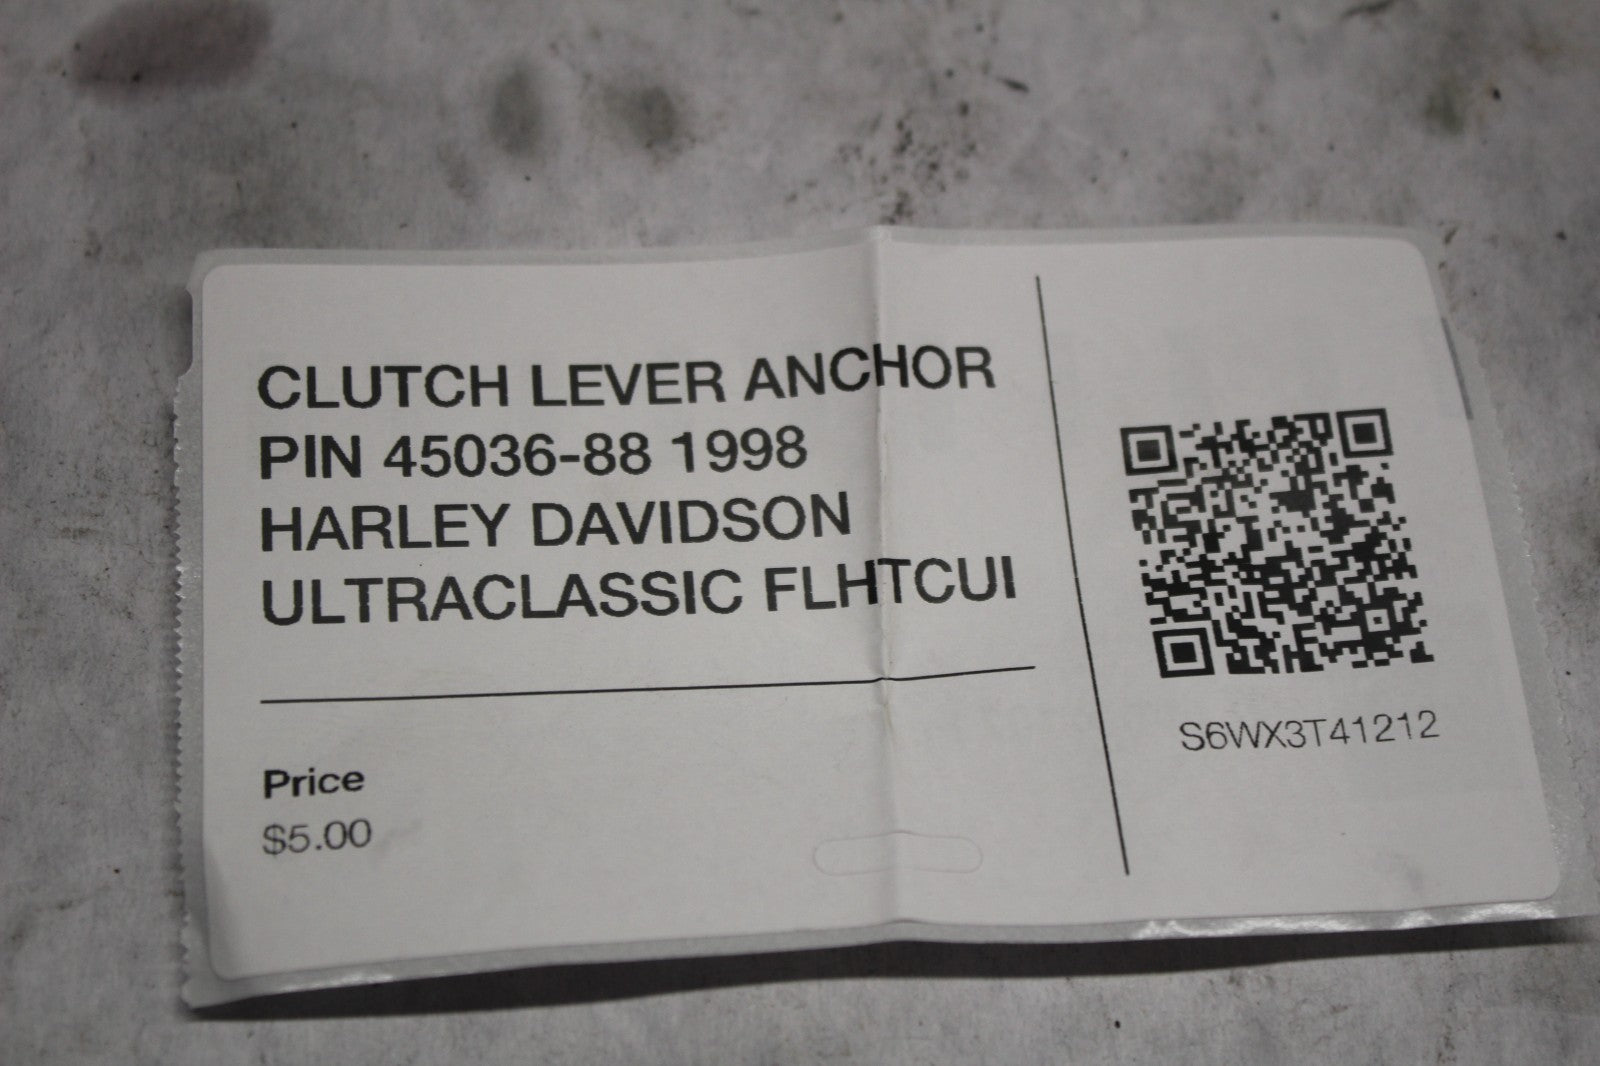 CLUTCH LEVER ANCHOR
PIN 45036-88 1998
HARLEY DAVIDSON
ULTRACLASSIC FLHTCUI
Price
$5.00
S6WX3T41212